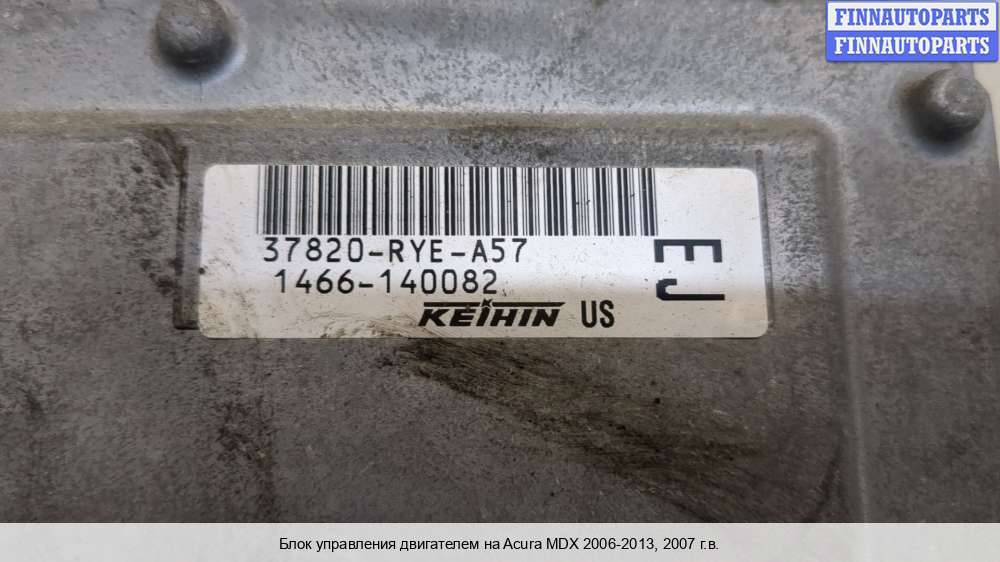 FINNAUTOPARTS
FINNAUTOPARTS
37820-RYE-A57
1466-140082
KEIHIN US
EJ
Блок управления двигателем на Acura MDX 2006-2013, 2007 г.в.